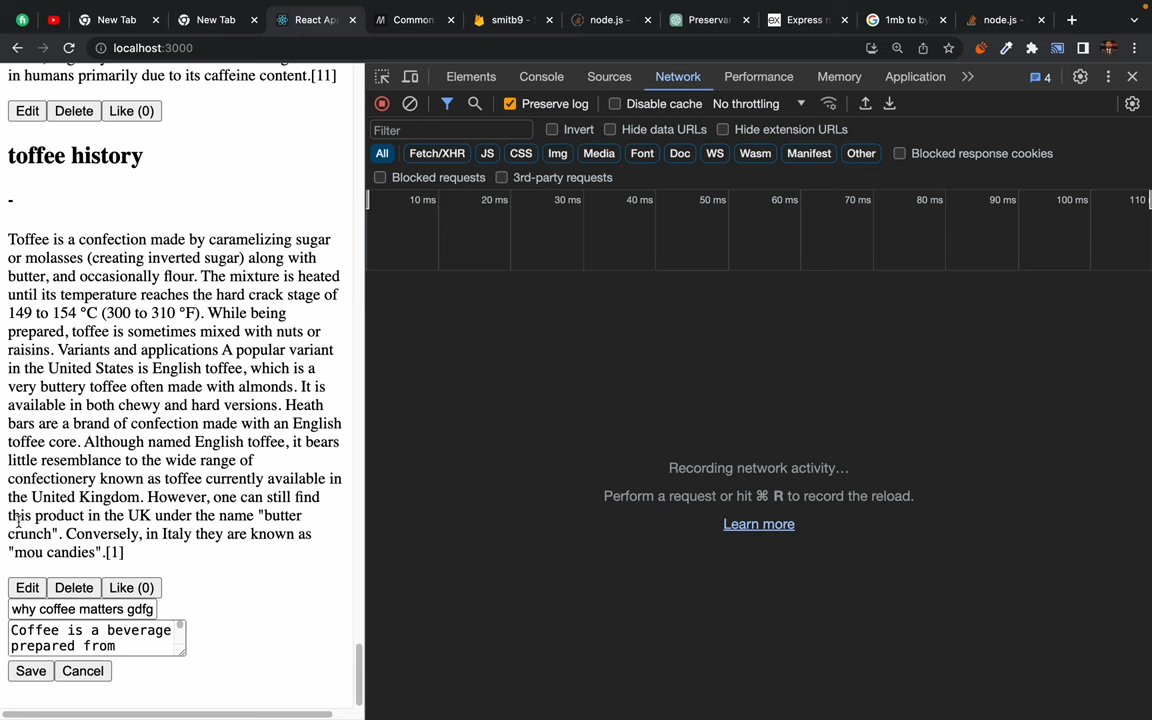 New Tab
New Tab
React Ap
Common
smitb9 -
node.js -
Preservar
Express n
1mb to by
node.js -
localhost:3000
in humans primarily due to its caffeine content.[11]
Edit Delete Like (0)
toffee history
-
Toffee is a confection made by caramelizing sugar
or molasses (creating inverted sugar) along with
butter, and occasionally flour. The mixture is heated
until its temperature reaches the hard crack stage of
149 to 154 °C (300 to 310 °F). While being
prepared, toffee is sometimes mixed with nuts or
raisins. Variants and applications A popular variant
in the United States is English toffee, which is a
very buttery toffee often made with almonds. It is
available in both chewy and hard versions. Heath
bars are a brand of confection made with an English
toffee core. Although named English toffee, it bears
little resemblance to the wide range of
confectionery known as toffee currently available in
the United Kingdom. However, one can still find
this product in the UK under the name "butter
crunch". Conversely, in Italy they are known as
"mou candies".[1]
Edit Delete Like (0)
why coffee matters gdfg
Coffee is a beverage
prepared from
Save Cancel
Elements Console Sources Network Performance Memory Application 4
Preserve log Disable cache No throttling
Filter Invert Hide data URLs Hide extension URLs
All Fetch/XHR JS CSS Img Media Font Doc WS Wasm Manifest Other Blocked response cookies
Blocked requests 3rd-party requests
10 ms 20 ms 30 ms 40 ms 50 ms 60 ms 70 ms 80 ms 90 ms 100 ms 110
Recording network activity…
Perform a request or hit ⌘ R to record the reload.
Learn more